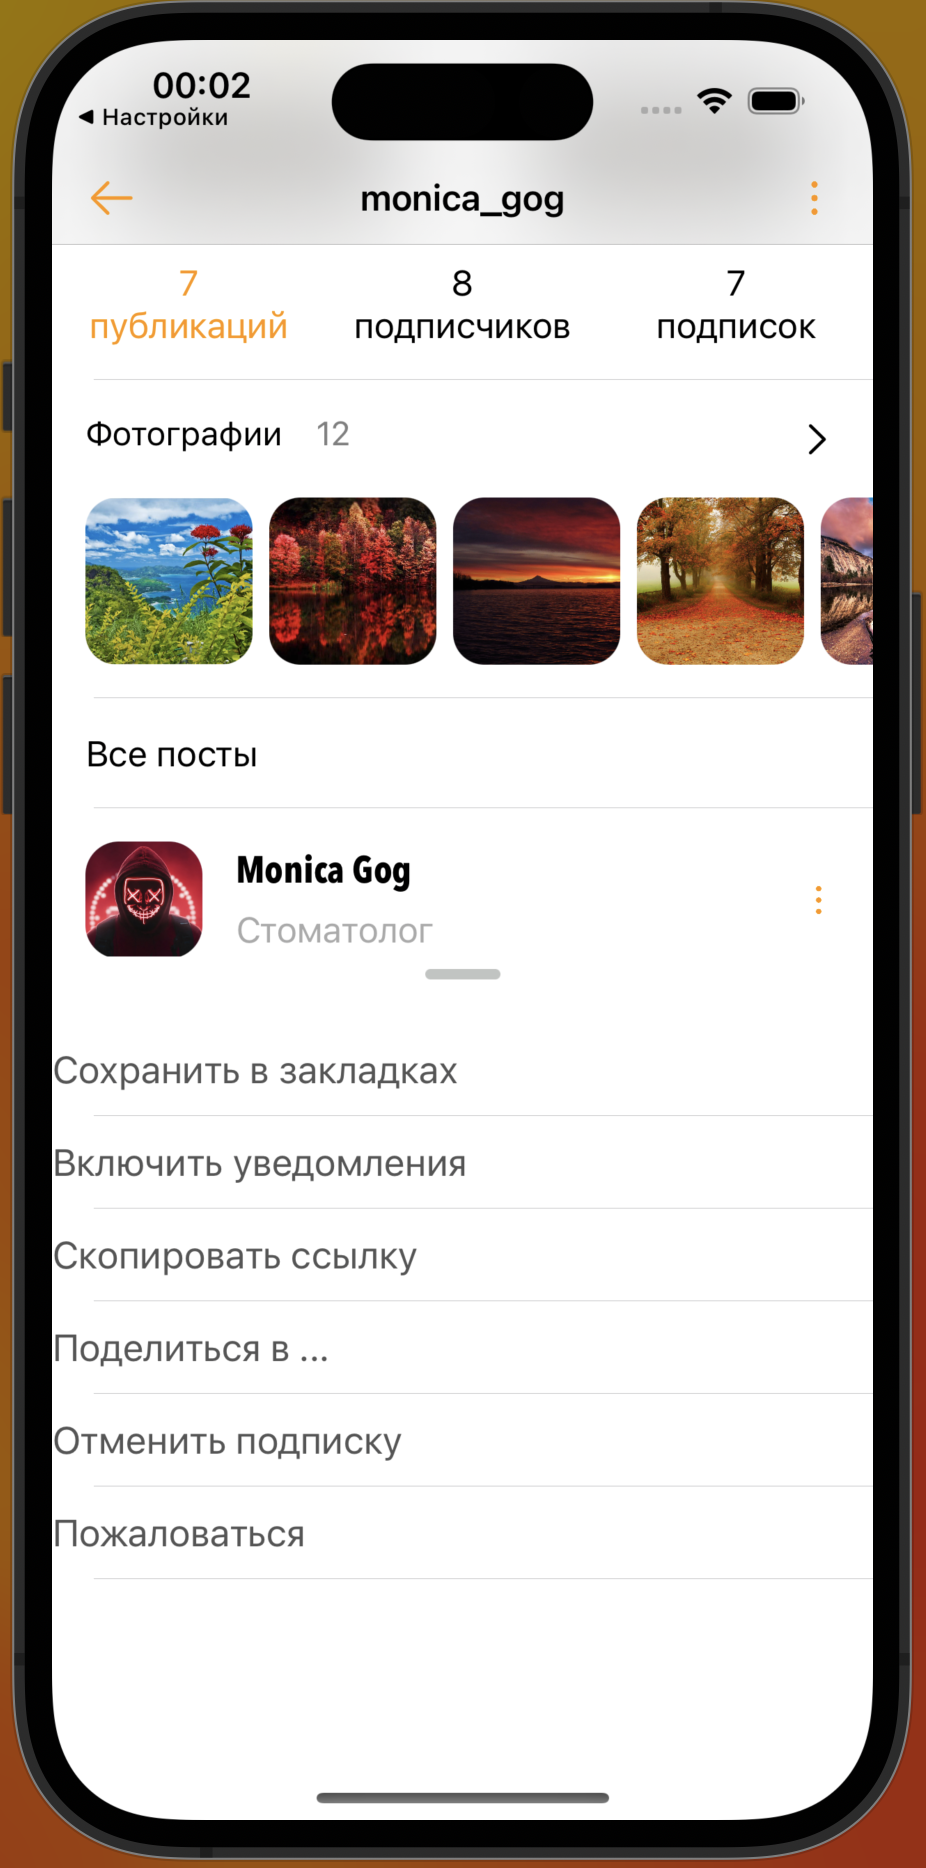 00:02
Настройки
monica_gog
7
публикаций
8
подписчиков
7
подписок
Фотографии 12
Все посты
Monica Gog
Стоматолог
Сохранить в закладках
Включить уведомления
Скопировать ссылку
Поделиться в ...
Отменить подписку
Пожаловаться